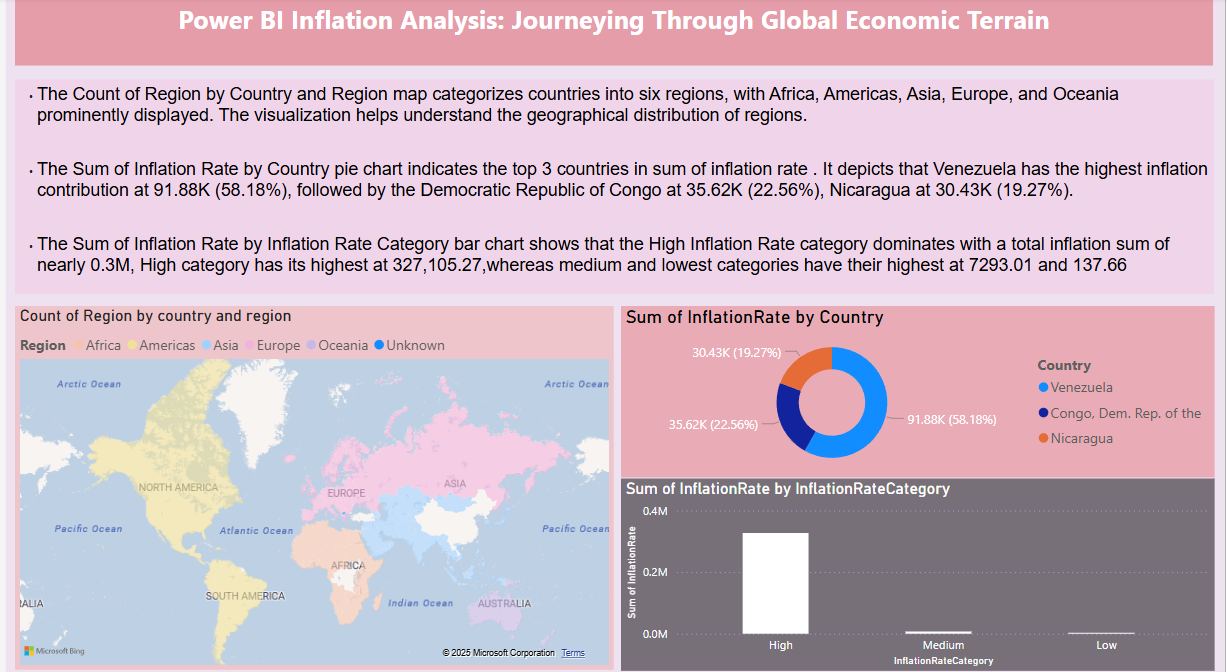 Power BI Inflation Analysis: Journeying Through Global Economic Terrain
• The Count of Region by Country and Region map categorizes countries into six regions, with Africa, Americas, Asia, Europe, and Oceania
prominently displayed. The visualization helps understand the geographical distribution of regions.
• The Sum of Inflation Rate by Country pie chart indicates the top 3 countries in sum of inflation rate . It depicts that Venezuela has the highest inflation
contribution at 91.88K (58.18%), followed by the Democratic Republic of Congo at 35.62K (22.56%), Nicaragua at 30.43K (19.27%).
• The Sum of Inflation Rate by Inflation Rate Category bar chart shows that the High Inflation Rate category dominates with a total inflation sum of
nearly 0.3M, High category has its highest at 327,105.27,whereas medium and lowest categories have their highest at 7293.01 and 137.66
Count of Region by country and region
Region Africa Americas Asia Europe Oceania Unknown
Arctic Ocean
Arctic Ocean
NORTH AMERICA
EUROPE
ASIA
Pacific Ocean
Atlantic Ocean
Pacific Ocean
AFRICA
SOUTH AMERICA
Indian Ocean
AUSTRALIA
RALIA
Microsoft Bing
© 2025 Microsoft Corporation Terms
Sum of InflationRate by Country
30.43K (19.27%)
35.62K (22.56%)
91.88K (58.18%)
Country
Venezuela
Congo, Dem. Rep. of the
Nicaragua
Sum of InflationRate by InflationRateCategory
Sum of InflationRate
0.4M
0.2M
0.0M
High
Medium
Low
InflationRateCategory